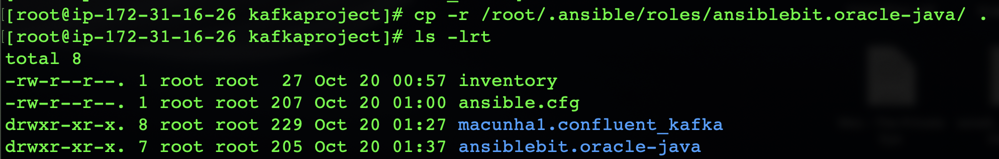 [root@ip-172-31-16-26 kafkaproject]# cp -r /root/.ansible/roles/ansiblebit.oracle-java/ .
[root@ip-172-31-16-26 kafkaproject]# ls -lrt
total 8
-rw-r--r--. 1 root root  27 Oct 20 00:57 inventory
-rw-r--r--. 1 root root 207 Oct 20 01:00 ansible.cfg
drwxr-xr-x. 8 root root 229 Oct 20 01:27 macunha1.confluent_kafka
drwxr-xr-x. 7 root root 205 Oct 20 01:37 ansiblebit.oracle-java